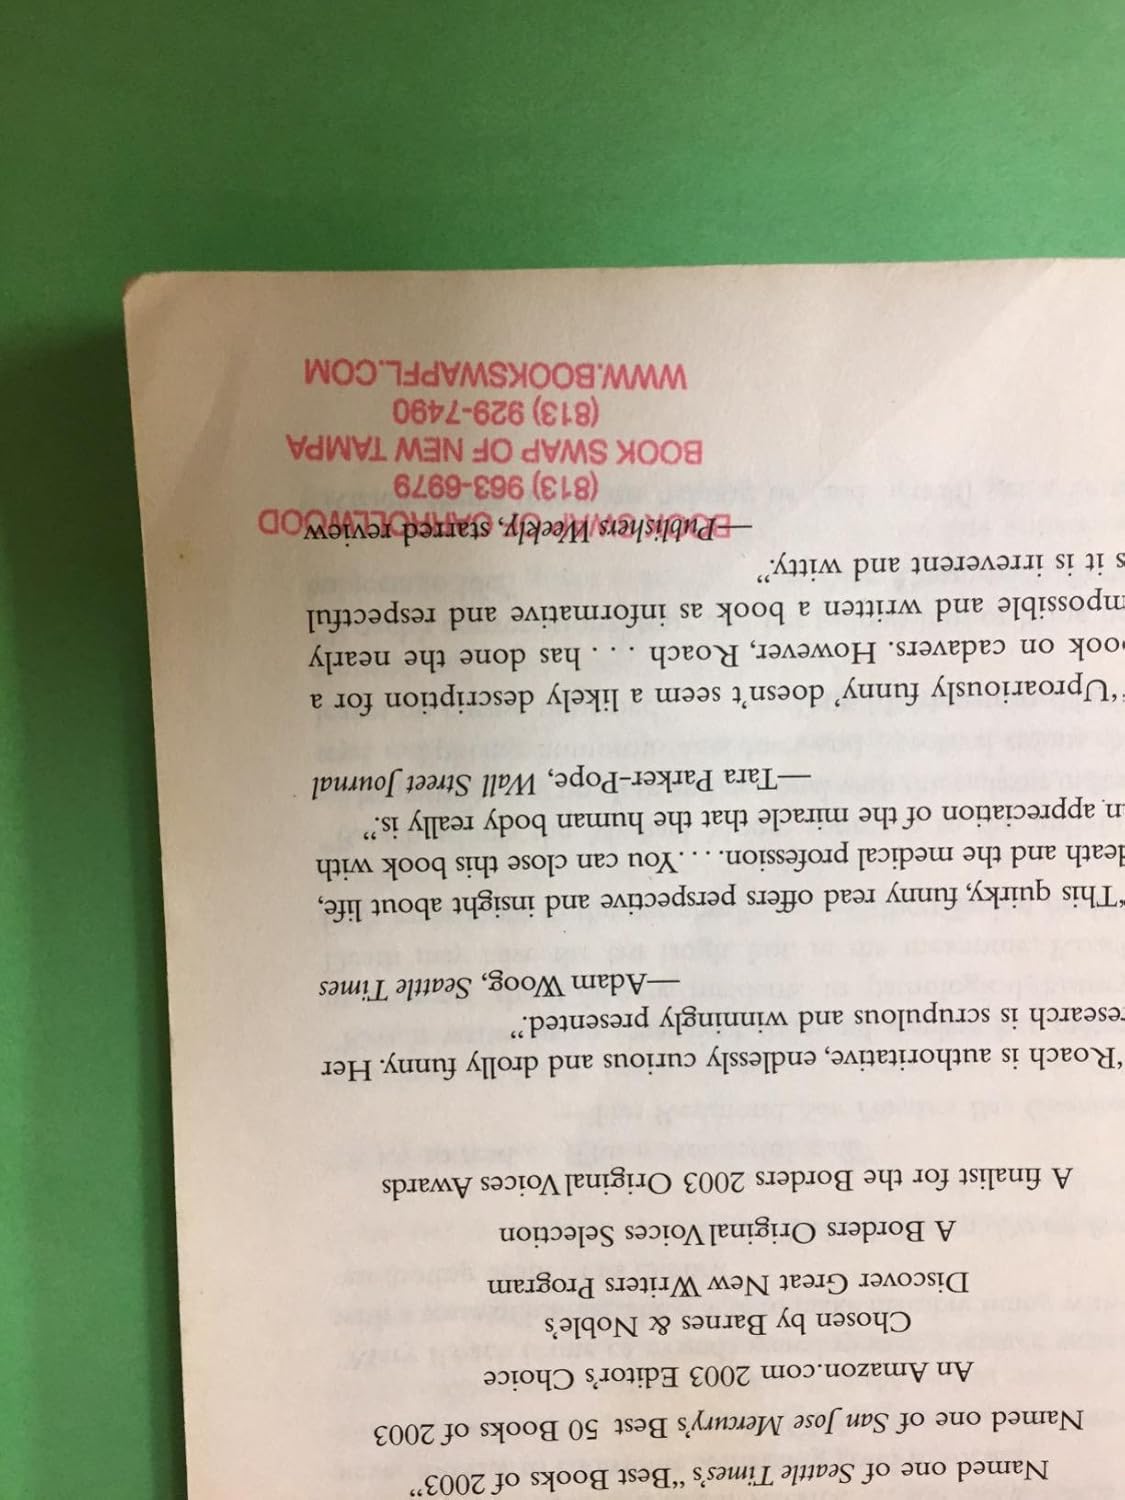 Named one of Seattle Times's "Best Books of 2003"
Named one of San Jose Mercury's Best 50 Books of 2003
An Amazon.com 2003 Editor's Choice
Chosen by Barnes & Noble's
Discover Great New Writers Program
A Borders Original Voices Selection
A finalist for the Borders 2003 Original Voices Awards
"Roach is authoritative, endlessly curious and drolly funny. Her
research is scrupulous and winningly presented."
—Adam Woog, Seattle Times
"This quirky, funny read offers perspective and insight about life,
death and the medical profession. . . . You can close this book with
an appreciation of the miracle that the human body really is."
—Tara Parker-Pope, Wall Street Journal
"'Uproariously funny' doesn't seem a likely description for a
book on cadavers. However, Roach . . . has done the nearly
impossible and written a book as informative and respectful
as it is irreverent and witty."
—Publishers Weekly, starred review
BOOK SWAP OF CARROLLWOOD
(813) 963-6979
BOOK SWAP OF NEW TAMPA
(813) 929-7490
WWW.BOOKSWAPFL.COM